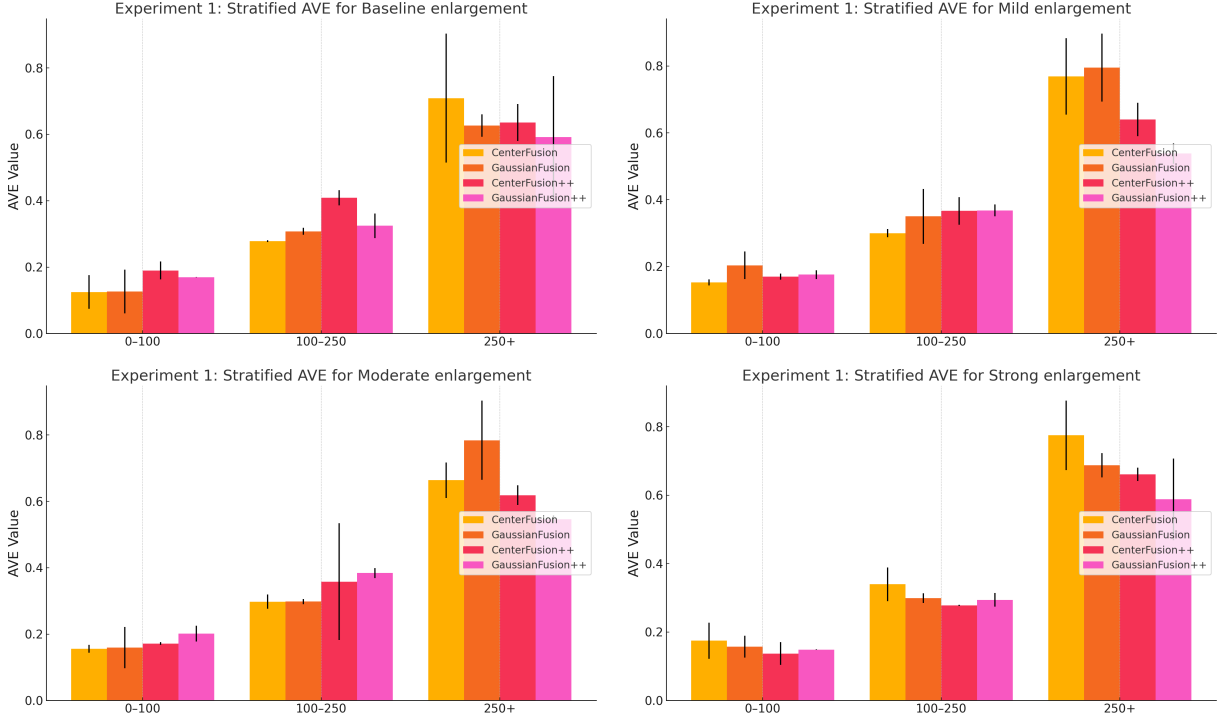 Experiment 1: Stratified AVE for Baseline enlargement
AVE Value
0.8
0.6
0.4
0.2
0.0
0–100
100–250
250+
CenterFusion
GaussianFusion
CenterFusion++
GaussianFusion++
Experiment 1: Stratified AVE for Mild enlargement
AVE Value
0.8
0.6
0.4
0.2
0.0
0–100
100–250
250+
CenterFusion
GaussianFusion
CenterFusion++
GaussianFusion++
Experiment 1: Stratified AVE for Moderate enlargement
AVE Value
0.8
0.6
0.4
0.2
0.0
0–100
100–250
250+
CenterFusion
GaussianFusion
CenterFusion++
GaussianFusion++
Experiment 1: Stratified AVE for Strong enlargement
AVE Value
0.8
0.6
0.4
0.2
0.0
0–100
100–250
250+
CenterFusion
GaussianFusion
CenterFusion++
GaussianFusion++